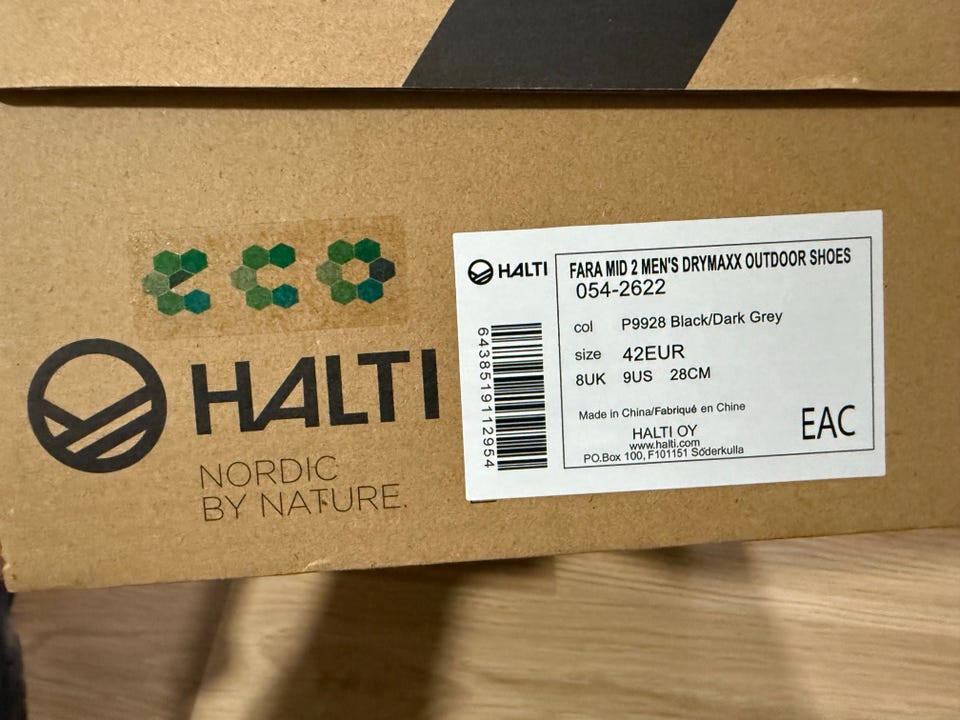 eco
HALTI
NORDIC
BY NATURE.
HALTI
FARA MID 2 MEN'S DRYMAXX OUTDOOR SHOES
054-2622
col P9928 Black/Dark Grey
size 42EUR
8UK 9US 28CM
Made in China/Fabriqué en Chine
HALTI OY
www.halti.com
PO.Box 100, F101151 Söderkulla
EAC
6438519112954